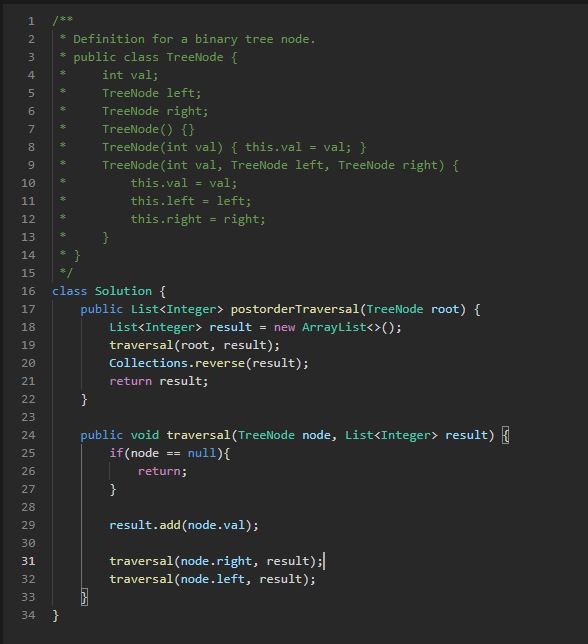 1 /**
2 * Definition for a binary tree node.
3 * public class TreeNode {
4 *     int val;
5 *     TreeNode left;
6 *     TreeNode right;
7 *     TreeNode() {}
8 *     TreeNode(int val) { this.val = val; }
9 *     TreeNode(int val, TreeNode left, TreeNode right) {
10 *         this.val = val;
11 *         this.left = left;
12 *         this.right = right;
13 *     }
14 * }
15 */
16 class Solution {
17     public List<Integer> postorderTraversal(TreeNode root) {
18         List<Integer> result = new ArrayList<>();
19         traversal(root, result);
20         Collections.reverse(result);
21         return result;
22     }
23
24     public void traversal(TreeNode node, List<Integer> result) {
25         if(node == null){
26             return;
27         }
28
29         result.add(node.val);
30
31         traversal(node.right, result);
32         traversal(node.left, result);
33     }
34 }